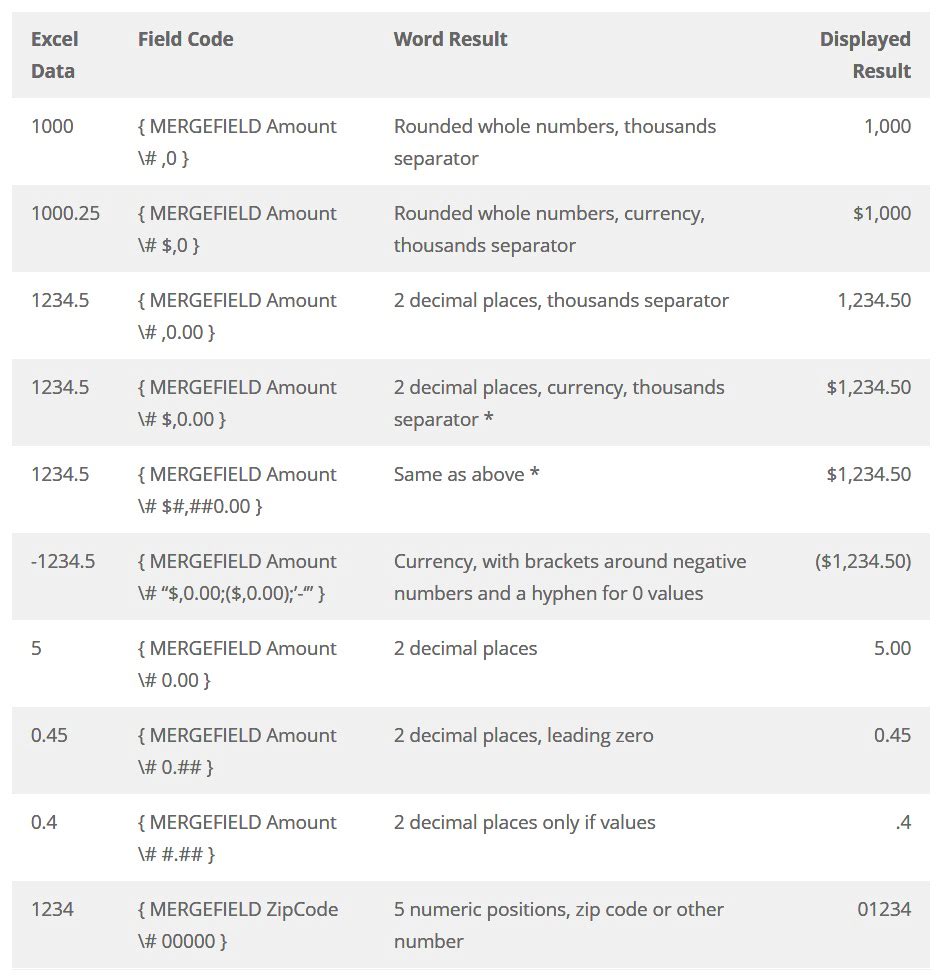 Excel Data | Field Code | Word Result | Displayed Result
1000 | { MERGEFIELD Amount \# ,0 } | Rounded whole numbers, thousands separator | 1,000
1000.25 | { MERGEFIELD Amount \# $,0 } | Rounded whole numbers, currency, thousands separator | $1,000
1234.5 | { MERGEFIELD Amount \# ,0.00 } | 2 decimal places, thousands separator | 1,234.50
1234.5 | { MERGEFIELD Amount \# $,0.00 } | 2 decimal places, currency, thousands separator * | $1,234.50
1234.5 | { MERGEFIELD Amount \# $#,##0.00 } | Same as above * | $1,234.50
-1234.5 | { MERGEFIELD Amount \# “$,0.00;($,0.00);’-‘” } | Currency, with brackets around negative numbers and a hyphen for 0 values | ($1,234.50)
5 | { MERGEFIELD Amount \# 0.00 } | 2 decimal places | 5.00
0.45 | { MERGEFIELD Amount \# 0.## } | 2 decimal places, leading zero | 0.45
0.4 | { MERGEFIELD Amount \# #.## } | 2 decimal places only if values | .4
1234 | { MERGEFIELD ZipCode \# 00000 } | 5 numeric positions, zip code or other number | 01234